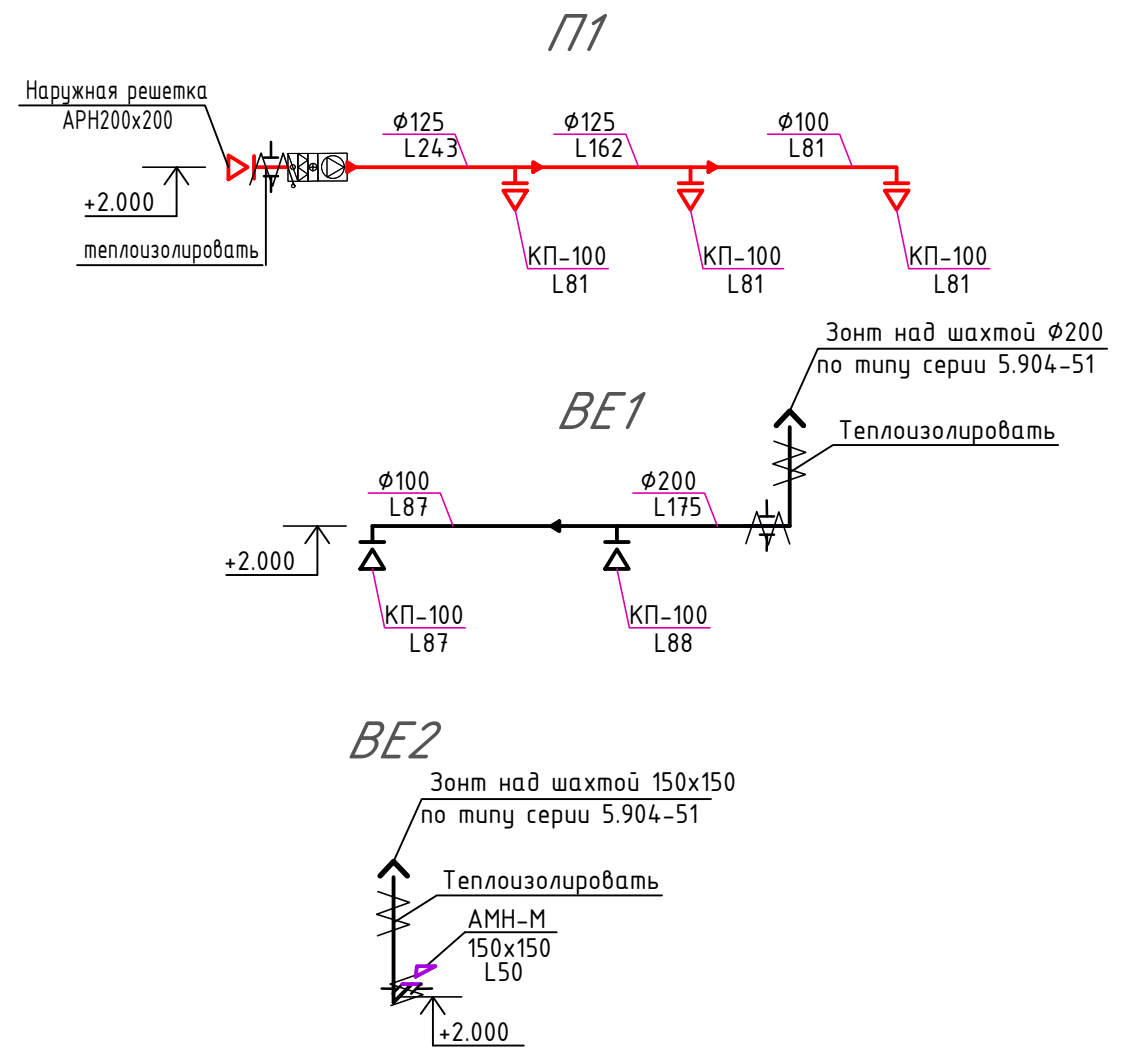 П1
Наружная решетка
АРН200х200
Ф125
L243
Ф125
L162
Ф100
L81
+2.000
теплоизолировать
КП-100
L81
КП-100
L81
КП-100
L81
Зонт над шахтой Ф200
по типу серии 5.904-51
ВЕ1
Теплоизолировать
Ф100
L87
Ф200
L175
+2.000
КП-100
L87
КП-100
L88
ВЕ2
Зонт над шахтой 150х150
по типу серии 5.904-51
Теплоизолировать
АМН-М
150х150
L50
+2.000